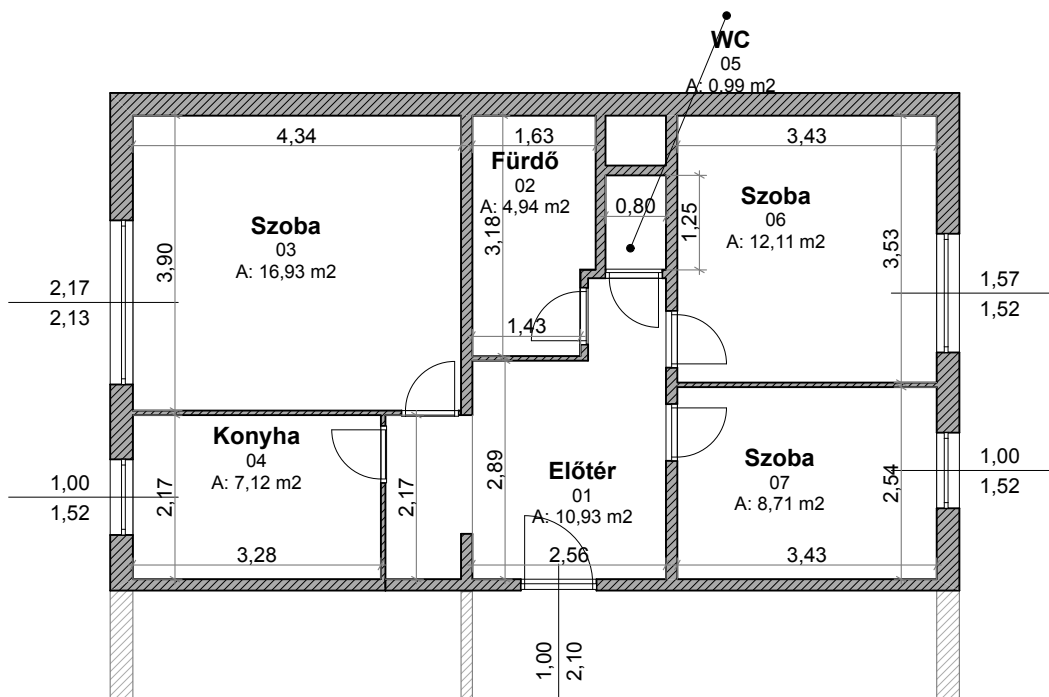 WC
05
A: 0,99 m2
4,34
1,63
3,43
Fürdő
02
A: 4,94 m2
Szoba
03
A: 16,93 m2
Szoba
06
A: 12,11 m2
0,80
1,25
3,18
3,90
3,53
2,17
2,13
1,57
1,52
1,43
Konyha
04
A: 7,12 m2
Előtér
01
A: 10,93 m2
Szoba
07
A: 8,71 m2
1,00
1,52
2,17
2,17
2,89
2,54
1,00
1,52
3,28
2,56
3,43
1,00
2,10